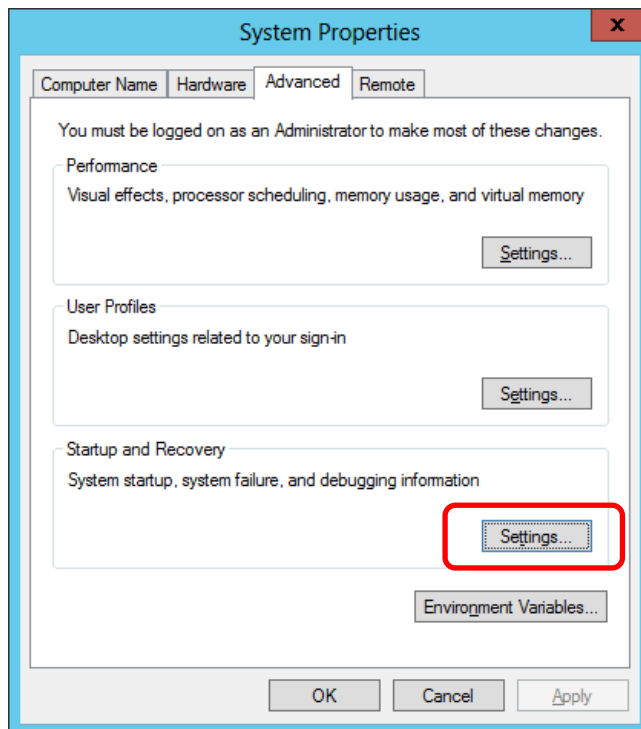 System Properties
x
Computer Name Hardware Advanced Remote
You must be logged on as an Administrator to make most of these changes.
Performance
Visual effects, processor scheduling, memory usage, and virtual memory
Settings...
User Profiles
Desktop settings related to your sign-in
Settings...
Startup and Recovery
System startup, system failure, and debugging information
Settings...
Environment Variables...
OK Cancel Apply